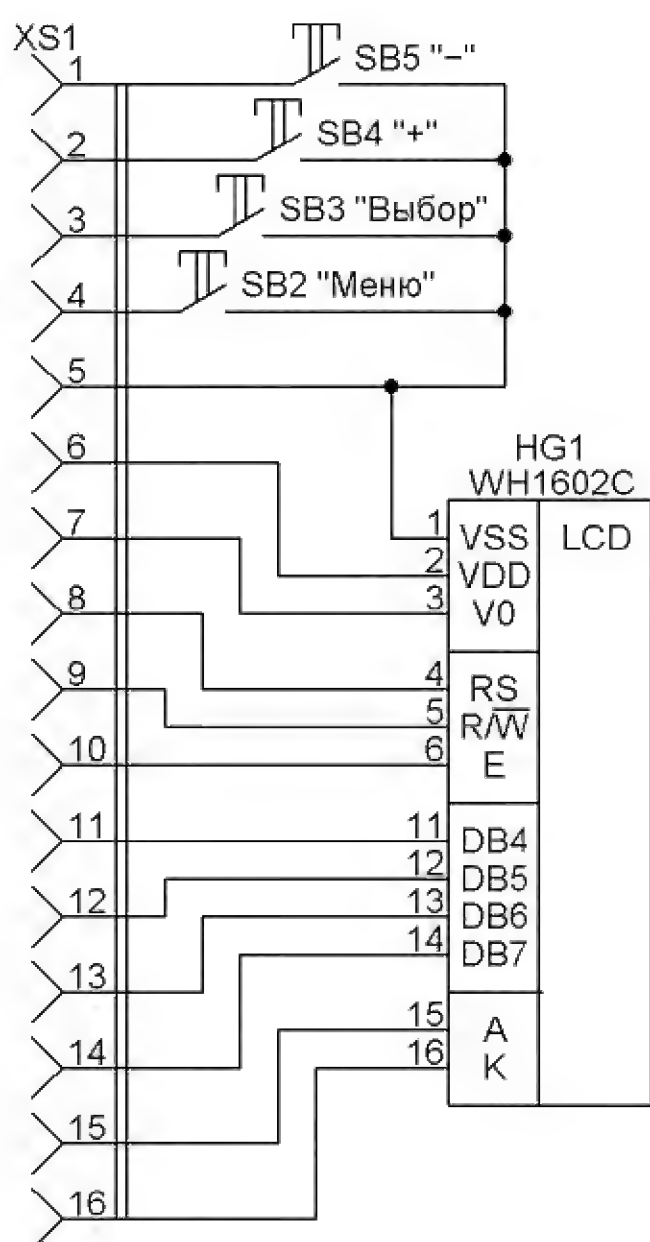 XS1
1
SB5 "–"
2
SB4 "+"
3
SB3 "Выбор"
4
SB2 "Меню"
5
6
HG1
WH1602C
7
1 VSS LCD
2 VDD
8
3 V0
9
4 RS
5 R/W
10
6 E
11
11 DB4
12 DB5
12
13 DB6
14 DB7
13
15 A
14
16 K
15
16